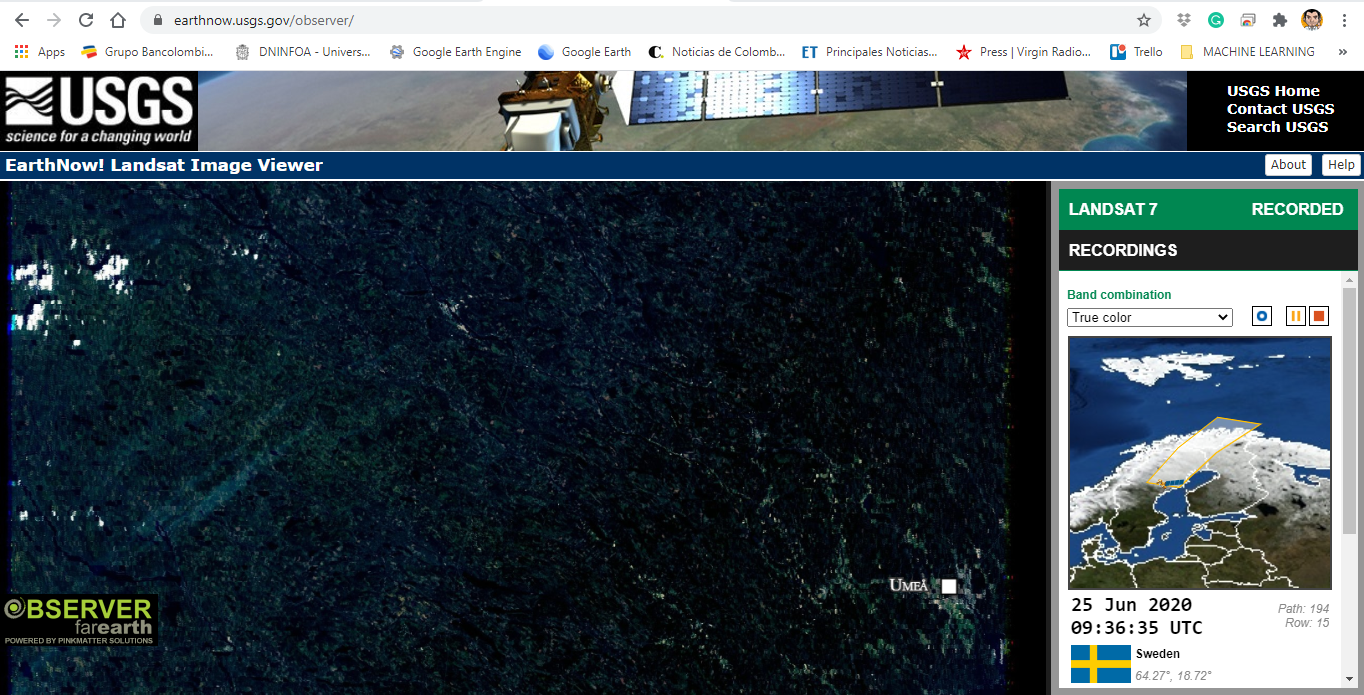 earthnow.usgs.gov/observer/
Apps
Grupo Bancolombi...
DNINFOA - Univers...
Google Earth Engine
Google Earth
Noticias de Colomb...
ET
Principales Noticias...
Press | Virgin Radio...
Trello
MACHINE LEARNING
»
USGS
science for a changing world
USGS Home
Contact USGS
Search USGS
EarthNow! Landsat Image Viewer
About
Help
LANDSAT 7
RECORDED
RECORDINGS
Band combination
True color
UMEÅ
OBSERVER
farearth
POWERED BY PINKMATTER SOLUTIONS
25 Jun 2020
09:36:35 UTC
Path: 194
Row: 15
Sweden
64.27°, 18.72°